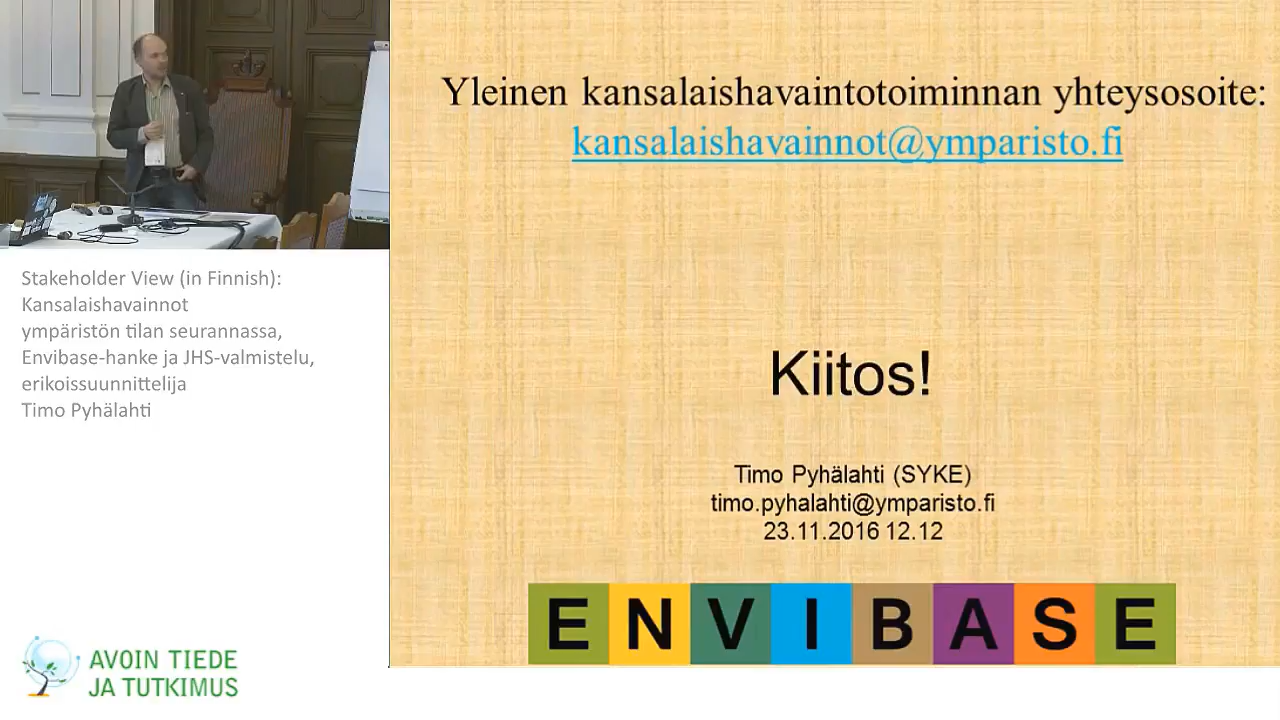 Yleinen kansalaishavaintotoiminnan yhteysosoite:
kansalaishavainnot@ymparisto.fi
Kiitos!
Timo Pyhälahti (SYKE)
timo.pyhalahti@ymparisto.fi
23.11.2016 12.12
ENVIBASE
Stakeholder View (in Finnish):
Kansalaishavainnot
ympäristön tilan seurannassa,
Envibase-hanke ja JHS-valmistelu,
erikoissuunnittelija
Timo Pyhälahti
AVOIN TIEDE
JA TUTKIMUS